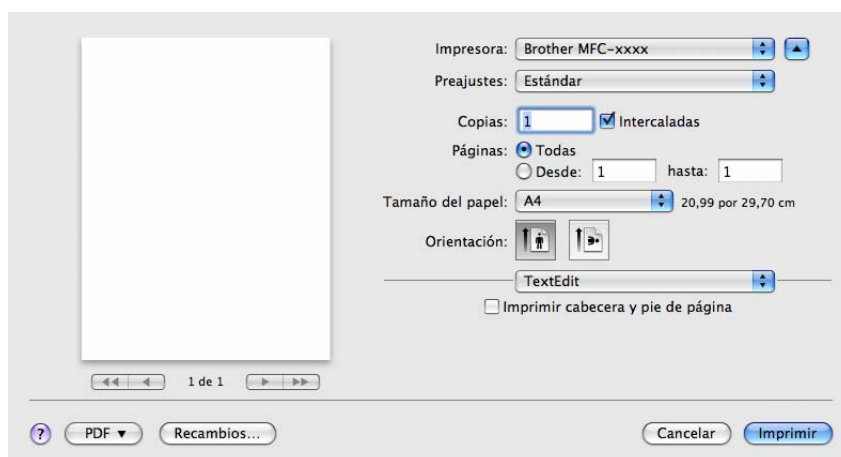 Impresora: Brother MFC-xxxx
Preajustes: Estándar
Copias: 1 Intercaladas
Páginas: Todas
Desde: 1 hasta: 1
Tamaño del papel: A4 20,99 por 29,70 cm
Orientación:
TextEdit
Imprimir cabecera y pie de página
1 de 1
? PDF Recambios... Cancelar Imprimir